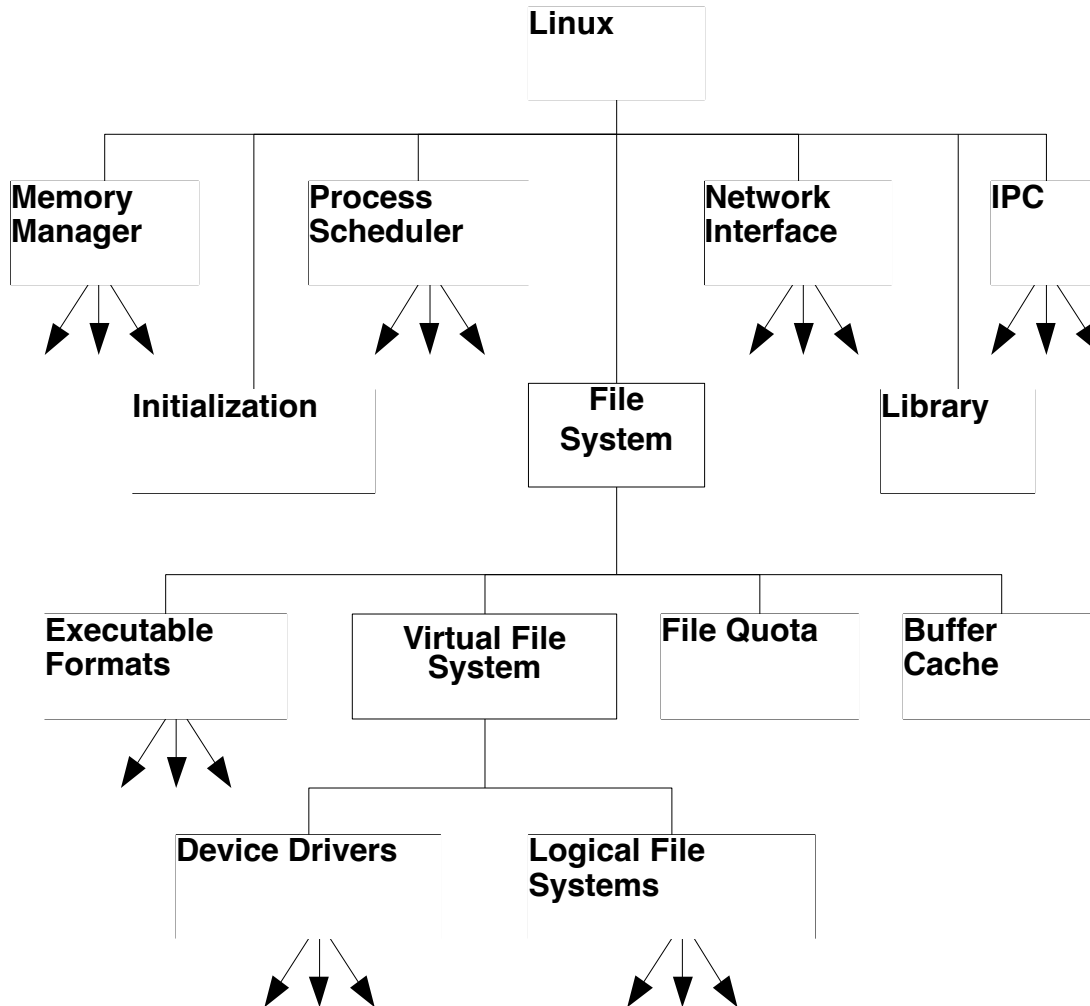 Linux
Memory
Manager
Process
Scheduler
Network
Interface
IPC
Initialization
File
System
Library
Executable
Formats
Virtual File
System
File Quota
Buffer
Cache
Device Drivers
Logical File
Systems